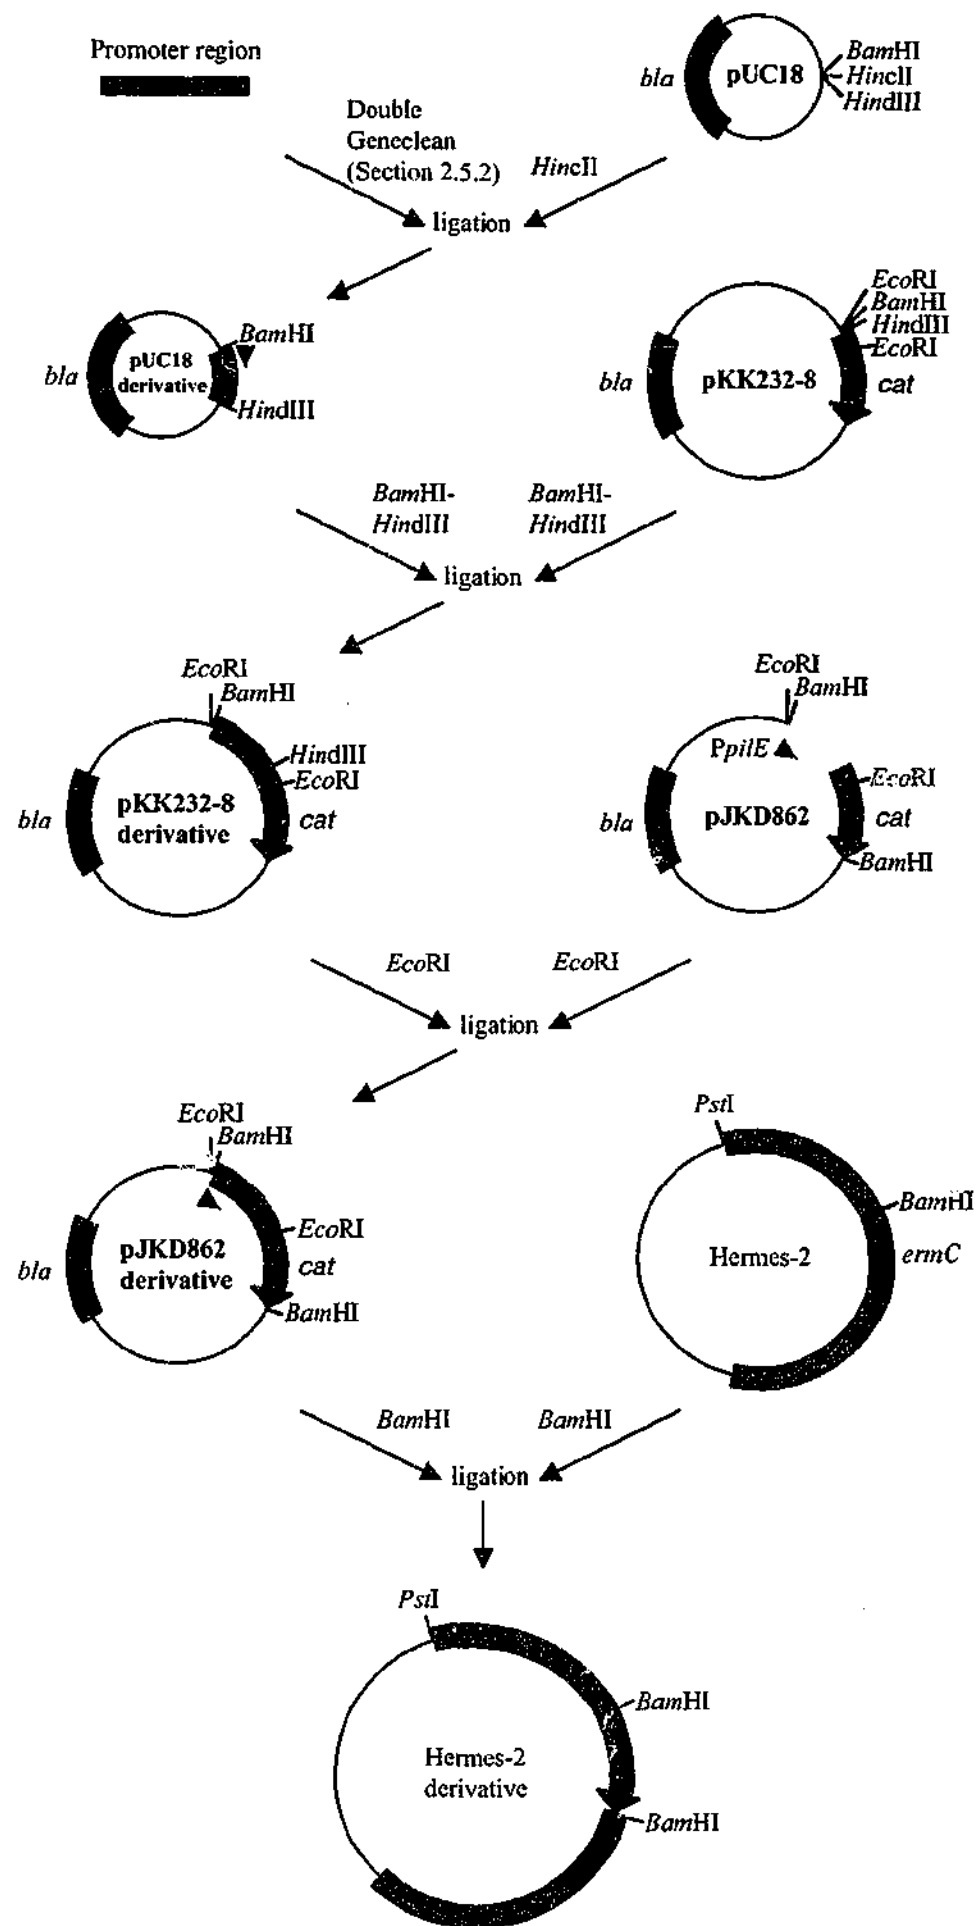 Promoter region
bla
pUC18
BamHI
HincII
HindIII
Double
Geneclean
(Section 2.5.2)
HincII
ligation
bla
pUC18
derivative
BamHI
HindIII
bla
pKK232-8
EcoRI
BamHI
HindIII
EcoRI
cat
BamHI-
HindIII
BamHI-
HindIII
ligation
EcoRI
BamHI
HindIII
EcoRI
cat
bla
pKK232-8
derivative
EcoRI
BamHI
PpilE
bla
pJKD862
EcoRI
cat
BamHI
EcoRI
EcoRI
ligation
EcoRI
BamHI
EcoRI
cat
BamHI
bla
pJKD862
derivative
PstI
BamHI
ermC
Hermes-2
BamHI
BamHI
ligation
PstI
BamHI
Hermes-2
derivative
BamHI